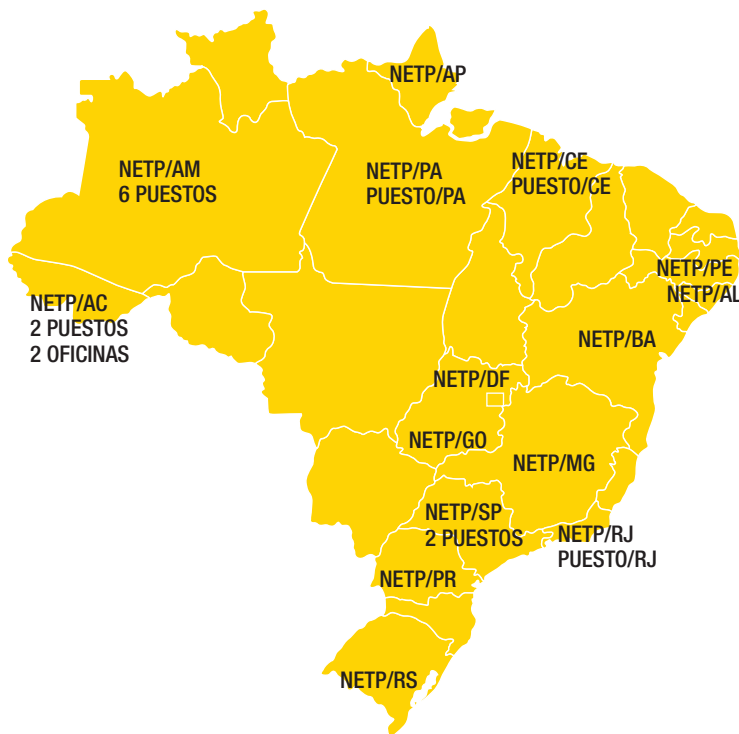 NETP/AP
NETP/AM
6 PUESTOS
NETP/PA
PUESTO/PA
NETP/CE
PUESTO/CE
NETP/PE
NETP/AL
NETP/AC
2 PUESTOS
2 OFICINAS
NETP/BA
NETP/DF
NETP/GO
NETP/MG
NETP/SP
2 PUESTOS
NETP/RJ
PUESTO/RJ
NETP/PR
NETP/RS